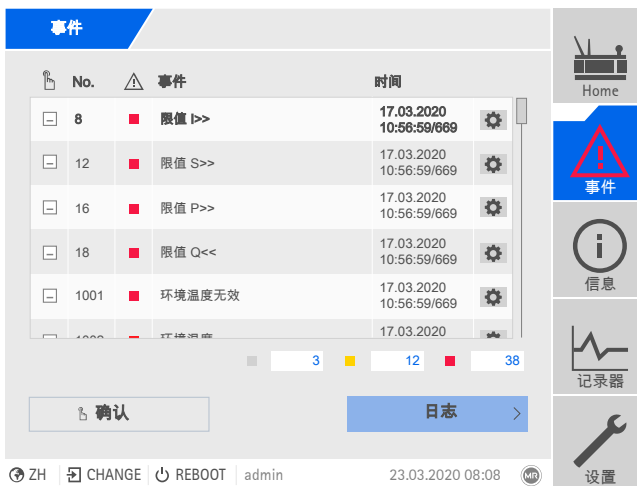 事件
No. 事件 时间
8 限值 I>> 17.03.2020
10:56:59/669
12 限值 S>> 17.03.2020
10:56:59/669
16 限值 P>> 17.03.2020
10:56:59/669
18 限值 Q<< 17.03.2020
10:56:59/669
1001 环境温度无效 17.03.2020
10:56:59/669
17.03.2020
3 12 38
确认 日志
Home
事件
信息
记录器
设置
ZH CHANGE REBOOT admin 23.03.2020 08:08 MR